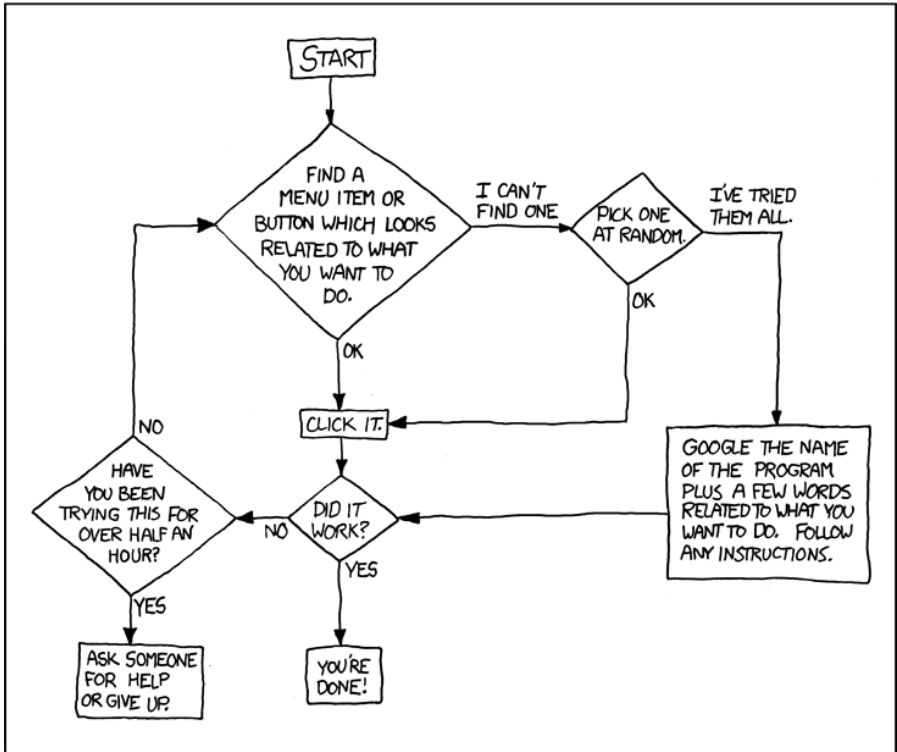 START
FIND A
MENU ITEM OR
BUTTON WHICH LOOKS
RELATED TO WHAT
YOU WANT TO
DO.
I CAN'T
FIND ONE
PICK ONE
AT RANDOM.
I'VE TRIED
THEM ALL.
OK
OK
CLICK IT.
NO
HAVE
YOU BEEN
TRYING THIS FOR
OVER HALF AN
HOUR?
NO
DID IT
WORK?
GOOGLE THE NAME
OF THE PROGRAM
PLUS A FEW WORDS
RELATED TO WHAT YOU
WANT TO DO. FOLLOW
ANY INSTRUCTIONS.
YES
YES
ASK SOMEONE
FOR HELP
OR GIVE UP.
YOU'RE
DONE!